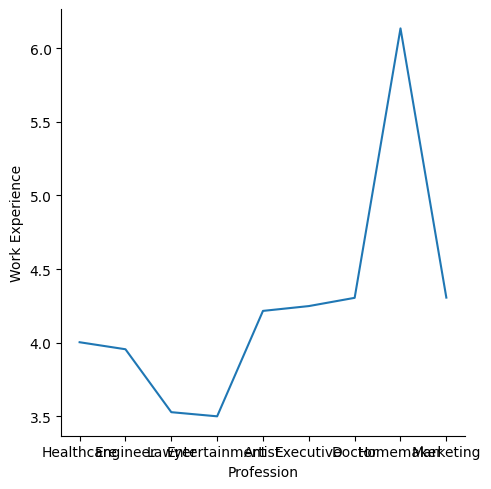 6.0
5.5
5.0
4.5
4.0
3.5
Work Experience
Healthcare Engineer Lawyer Entertainment Artist Executive Doctor Homemaker Marketing
Profession